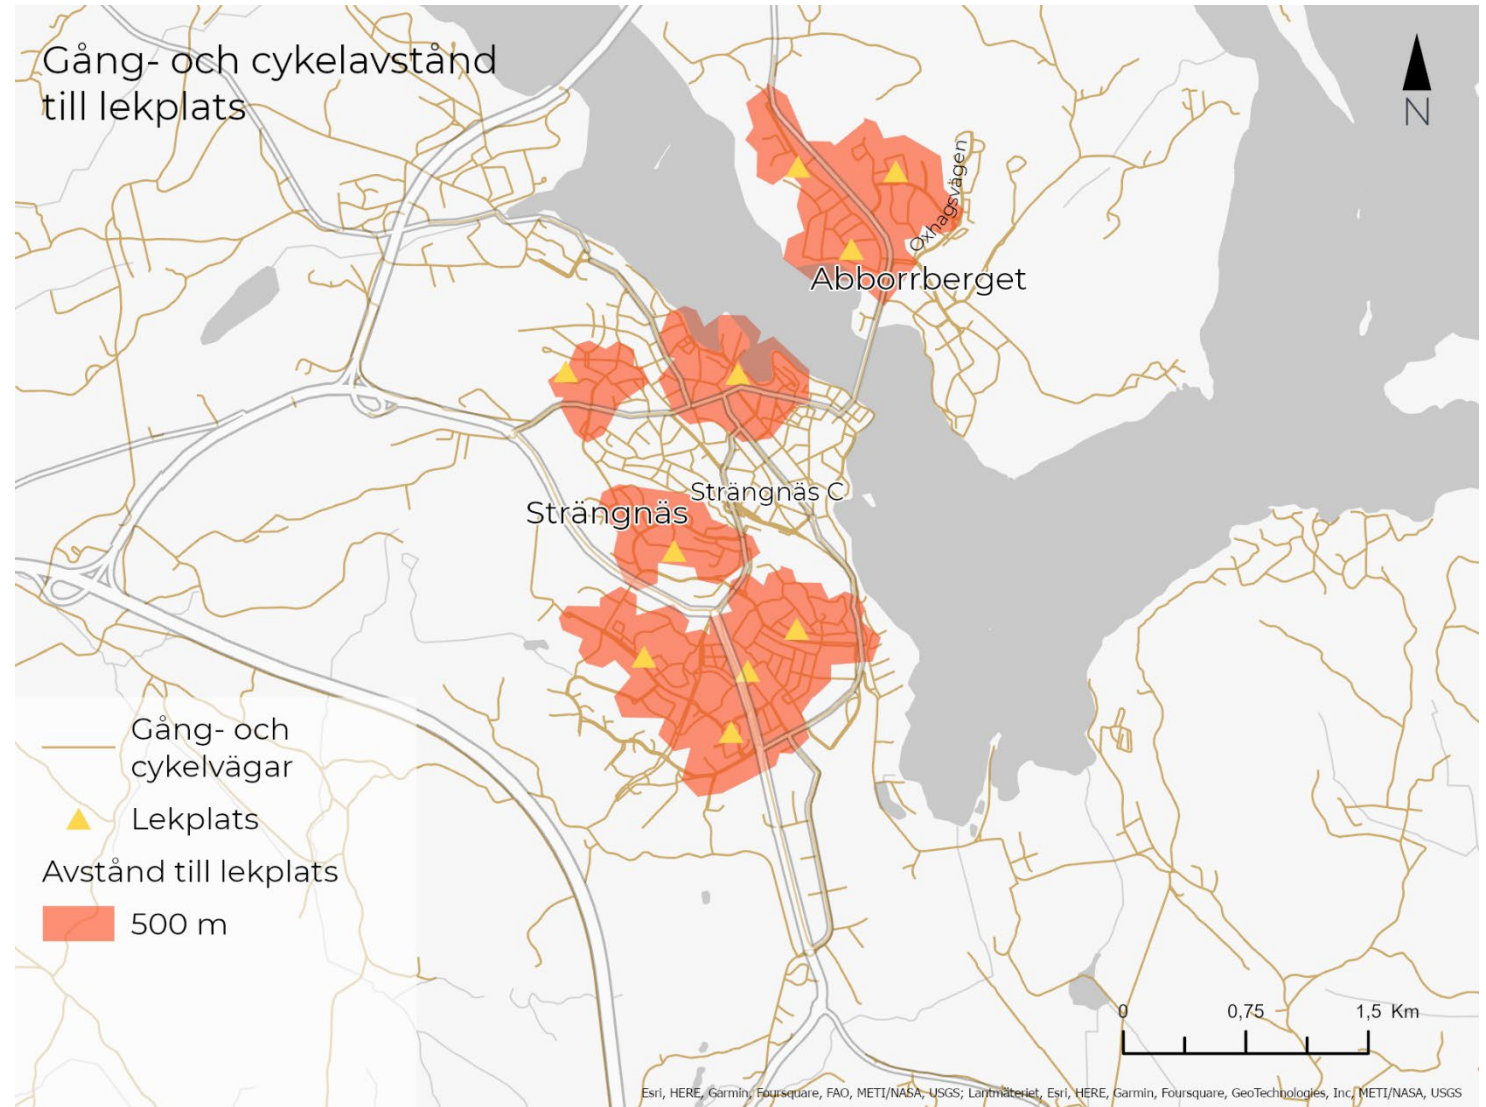 Gång- och cykelavstånd
till lekplats
N
Oxhagsvägen
Abborrberget
Strängnäs C
Strängnäs
Gång- och
cykelvägar
Lekplats
Avstånd till lekplats
500 m
0 0,75 1,5 Km
Esri, HERE, Garmin, Foursquare, FAO, METI/NASA, USGS; Lantmäteriet, Esri, HERE, Garmin, Foursquare, GeoTechnologies, Inc, METI/NASA, USGS